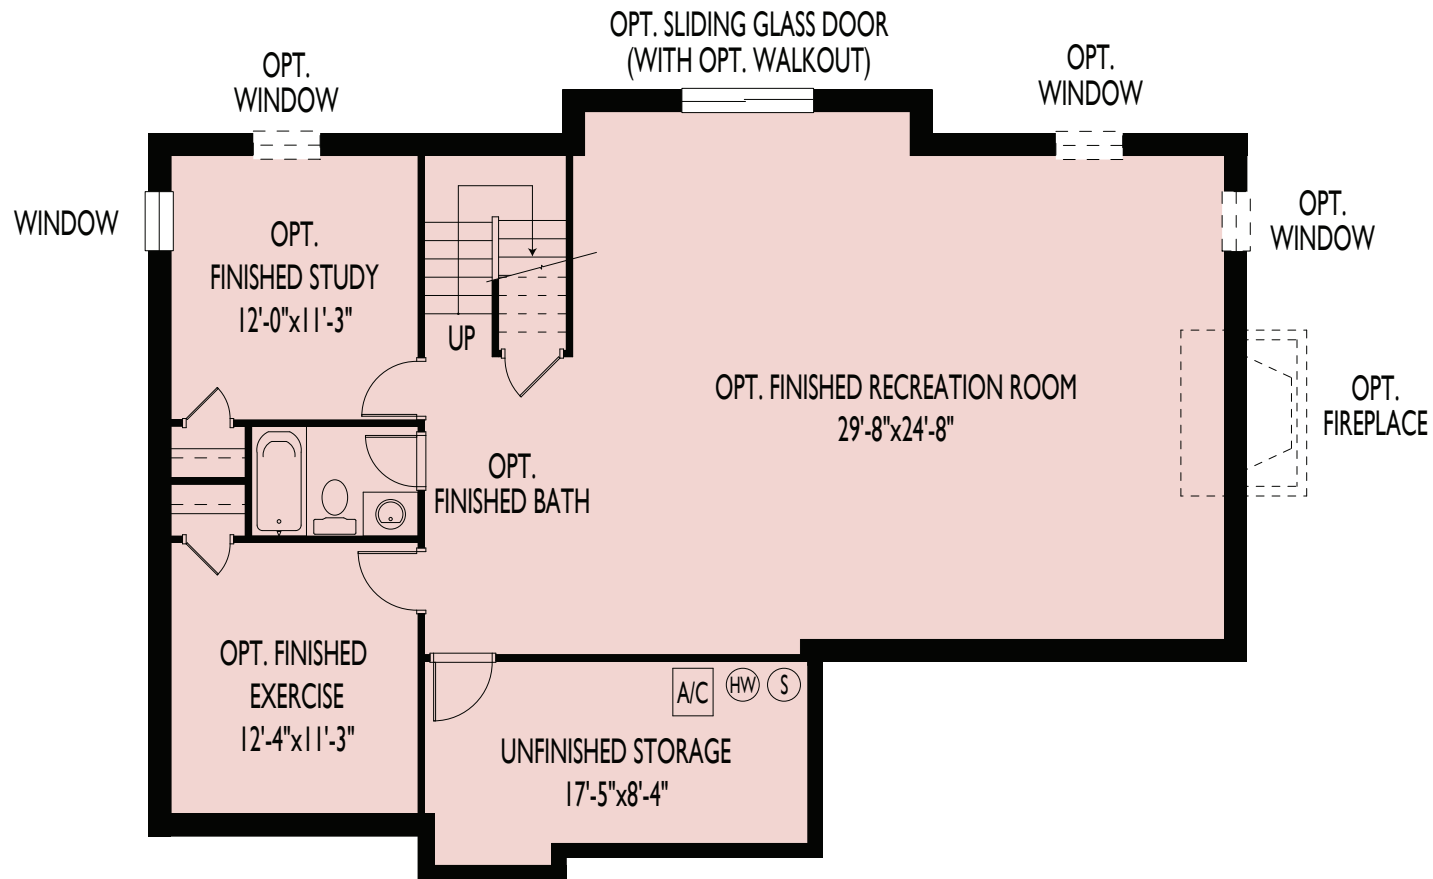 OPT. SLIDING GLASS DOOR
(WITH OPT. WALKOUT)
OPT.
WINDOW
OPT.
WINDOW
WINDOW
OPT.
FINISHED STUDY
12'-0"x11'-3"
UP
OPT.
WINDOW
OPT. FINISHED RECREATION ROOM
29'-8"x24'-8"
OPT.
FIREPLACE
OPT.
FINISHED BATH
OPT. FINISHED
EXERCISE
12'-4"x11'-3"
A/C
HW
S
UNFINISHED STORAGE
17'-5"x8'-4"